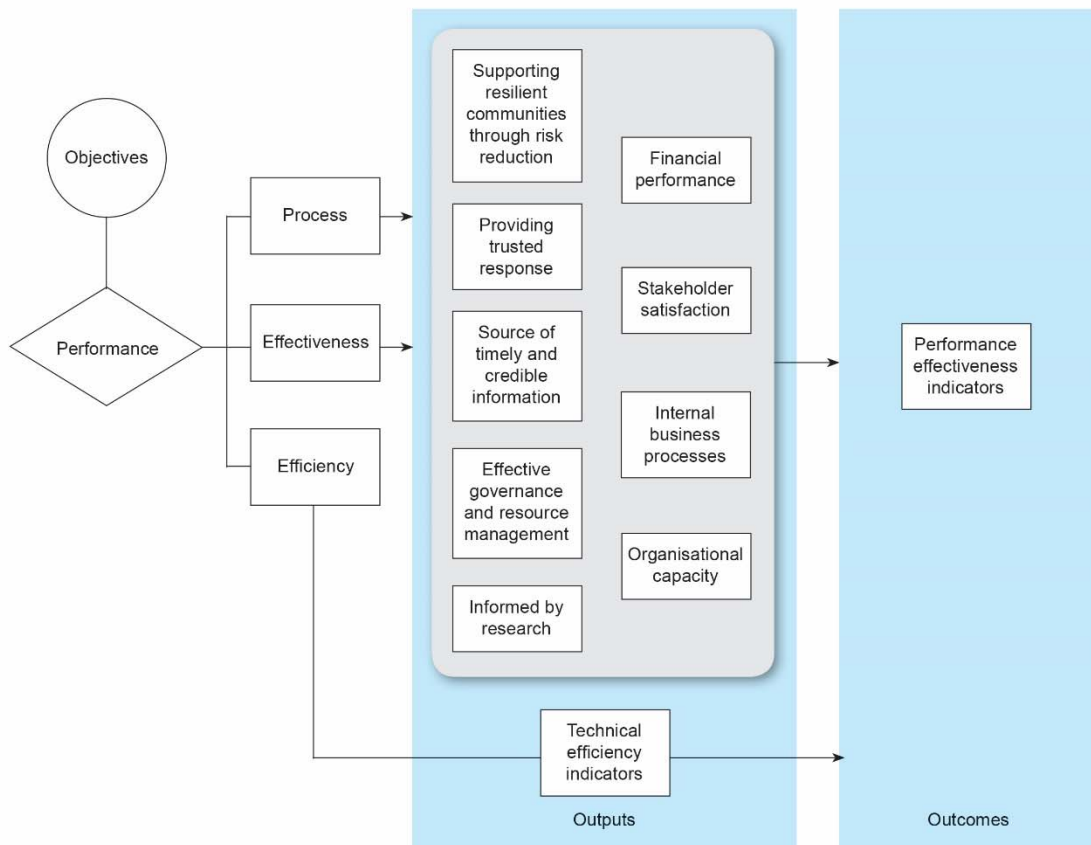 Objectives
Performance
Process
Effectiveness
Efficiency
Supporting
resilient
communities
through risk
reduction
Providing
trusted
response
Source of
timely and
credible
information
Effective
governance
and resource
management
Informed by
research
Financial
performance
Stakeholder
satisfaction
Internal
business
processes
Organisational
capacity
Technical
efficiency
indicators
Outputs
Performance
effectiveness
indicators
Outcomes